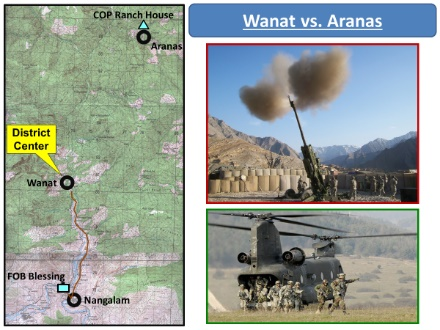 COP Ranch House
Aranas
District
Center
Wanat
FOB Blessing
Nangalam
Wanat vs. Aranas